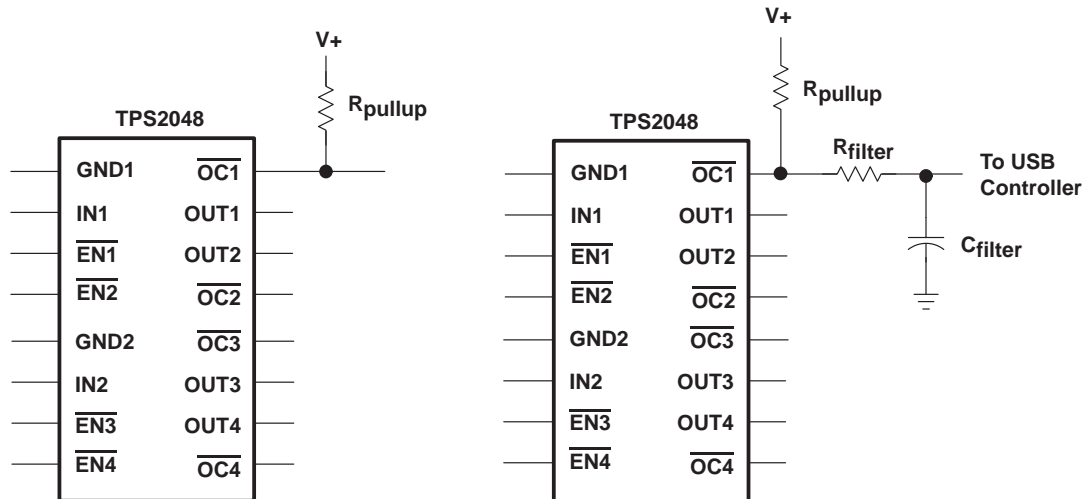 V+
Rpullup
TPS2048
GND1
OC1
IN1
OUT1
EN1
OUT2
EN2
OC2
GND2
OC3
IN2
OUT3
EN3
OUT4
EN4
OC4
V+
Rpullup
TPS2048
Rfilter
To USB
Controller
GND1
OC1
IN1
OUT1
EN1
OUT2
Cfilter
EN2
OC2
GND2
OC3
IN2
OUT3
EN3
OUT4
EN4
OC4